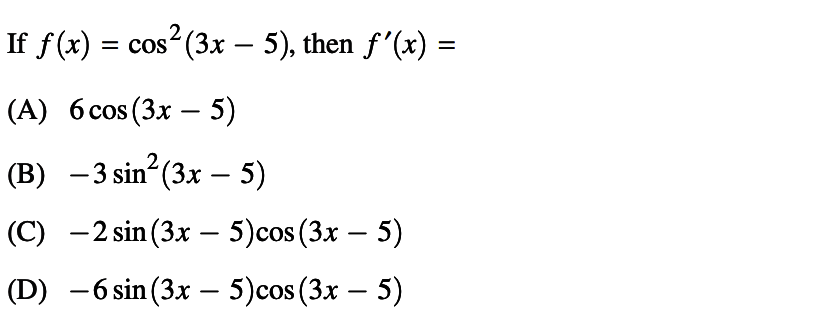 If f(x) = cos²(3x − 5), then f′(x) =
(A) 6 cos(3x − 5)
(B) −3 sin²(3x − 5)
(C) −2 sin(3x − 5)cos(3x − 5)
(D) −6 sin(3x − 5)cos(3x − 5)